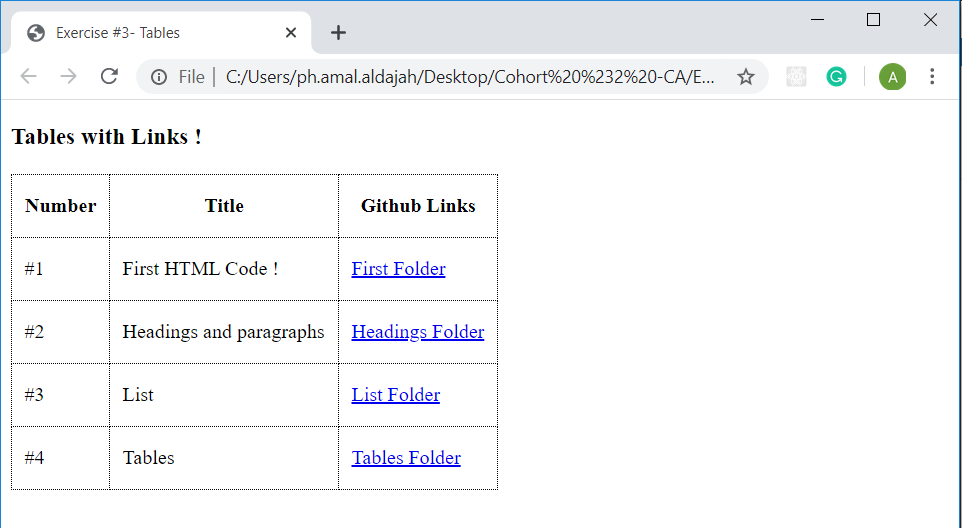 Exercise #3- Tables
File | C:/Users/ph.amal.aldajah/Desktop/Cohort%20%232%20-CA/E...
A
Tables with Links !
Number Title Github Links
#1 First HTML Code ! First Folder
#2 Headings and paragraphs Headings Folder
#3 List List Folder
#4 Tables Tables Folder